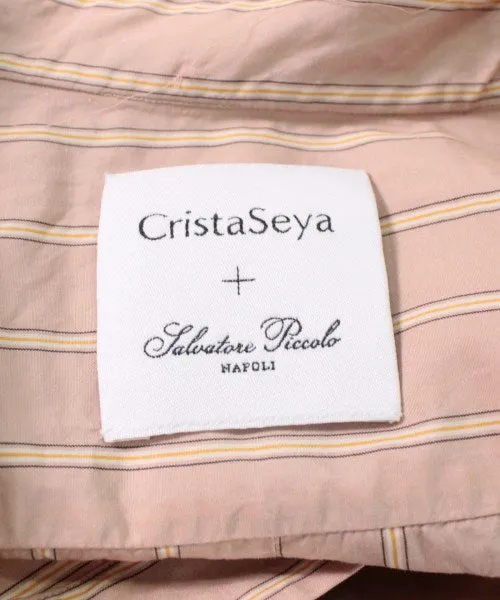 CristaSeya
+
Salvatore Piccolo
NAPOLI